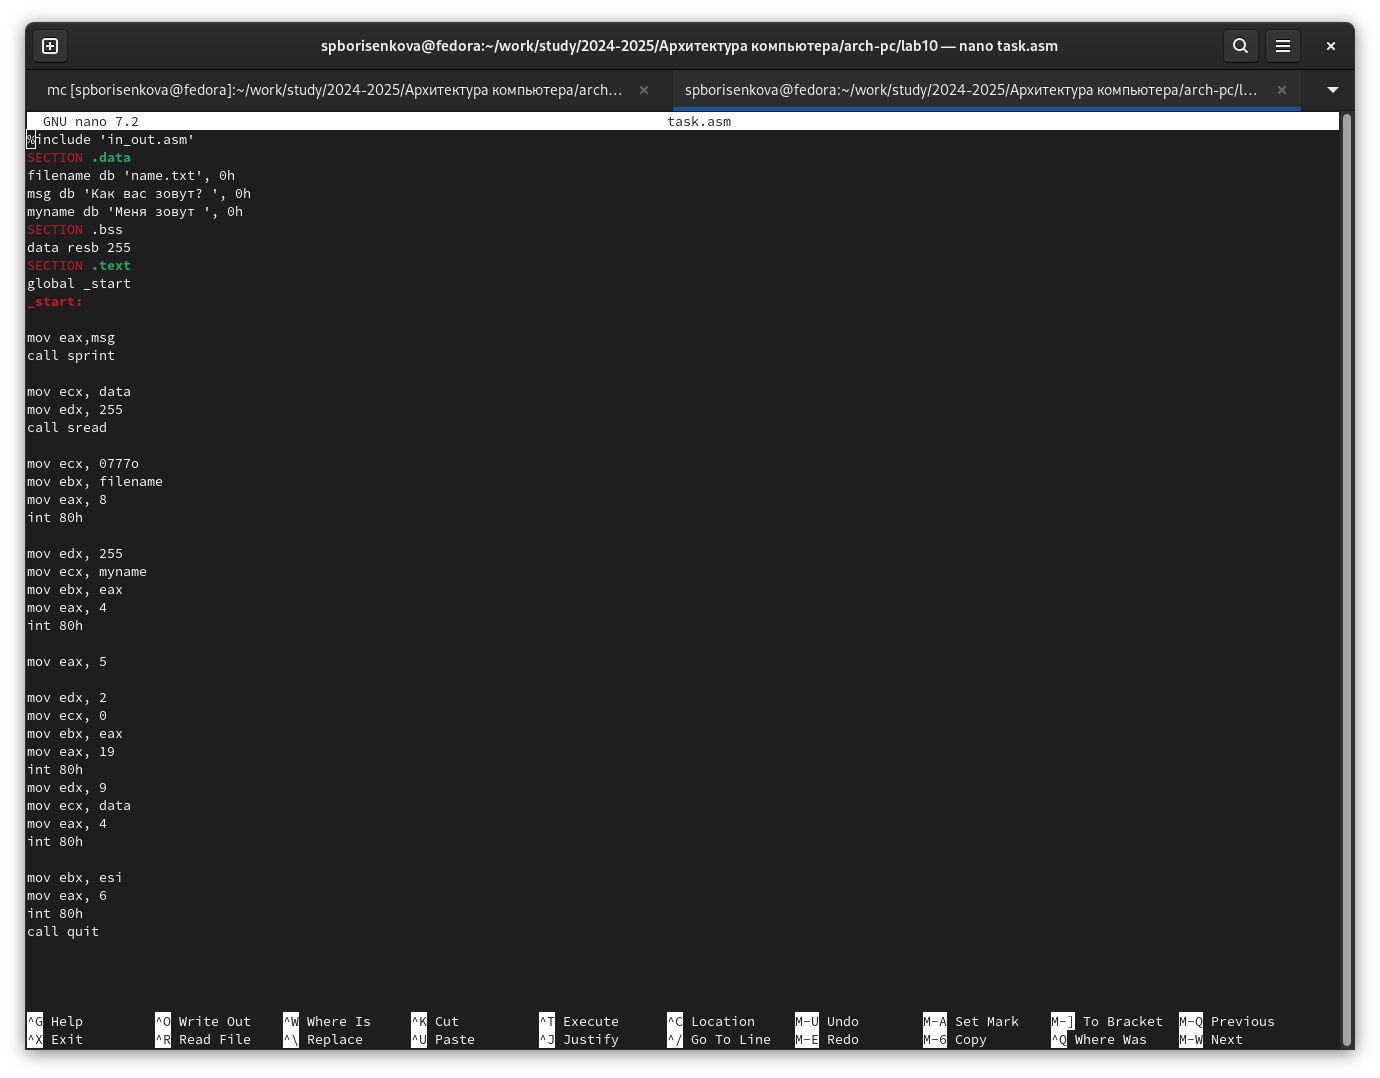 spborisenkova@fedora:~/work/study/2024-2025/Архитектура компьютера/arch-pc/lab10 — nano task.asm
mc [spborisenkova@fedora]:~/work/study/2024-2025/Архитектура компьютера/arch…
spborisenkova@fedora:~/work/study/2024-2025/Архитектура компьютера/arch-pc/l…
GNU nano 7.2 task.asm
%include 'in_out.asm'
SECTION .data
filename db 'name.txt', 0h
msg db 'Как вас зовут? ', 0h
myname db 'Меня зовут ', 0h
SECTION .bss
data resb 255
SECTION .text
global _start
_start:
mov eax,msg
call sprint
mov ecx, data
mov edx, 255
call sread
mov ecx, 0777o
mov ebx, filename
mov eax, 8
int 80h
mov edx, 255
mov ecx, myname
mov ebx, eax
mov eax, 4
int 80h
mov eax, 5
mov edx, 2
mov ecx, 0
mov ebx, eax
mov eax, 19
int 80h
mov edx, 9
mov ecx, data
mov eax, 4
int 80h
mov ebx, esi
mov eax, 6
int 80h
call quit
^G Help ^O Write Out ^W Where Is ^K Cut ^T Execute ^C Location M-U Undo M-A Set Mark M-] To Bracket M-Q Previous
^X Exit ^R Read File ^\ Replace ^U Paste ^J Justify ^/ Go To Line M-E Redo M-6 Copy ^Q Where Was M-W Next